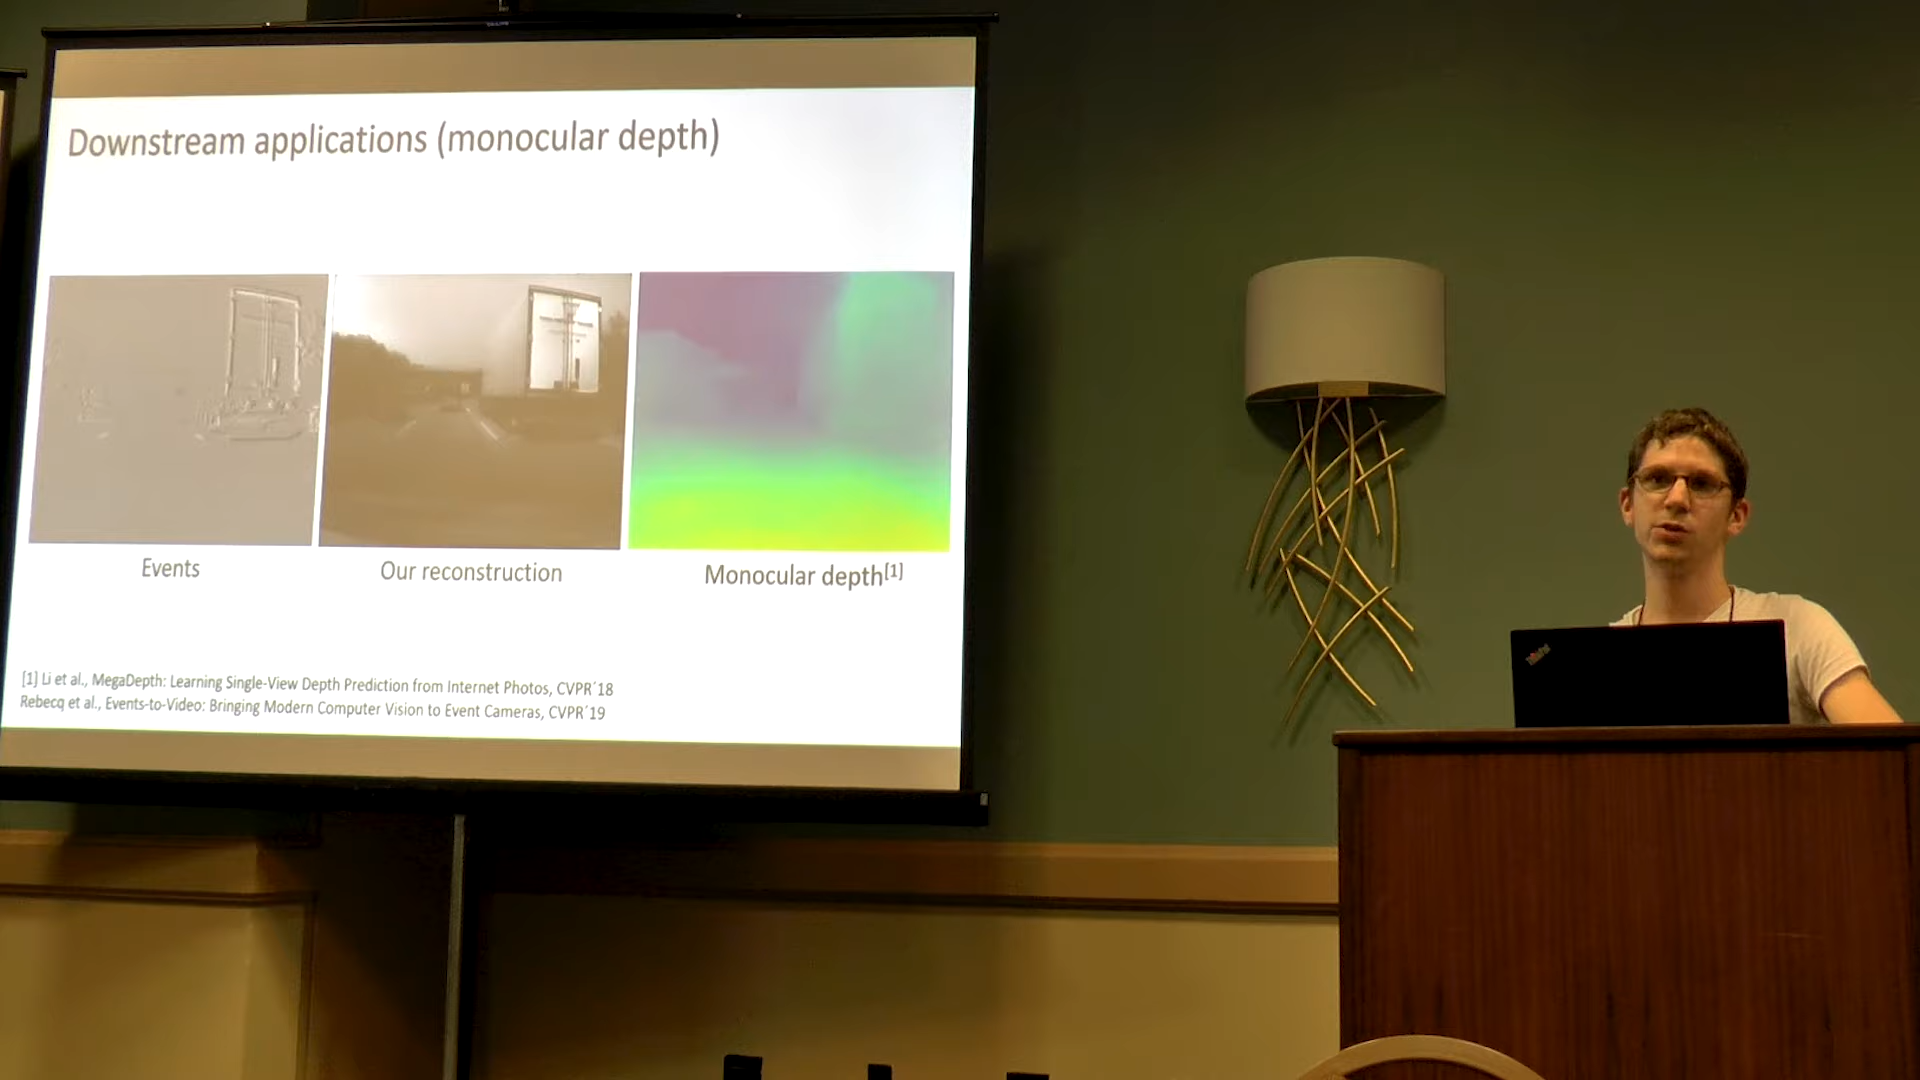 Downstream applications (monocular depth)
Events
Our reconstruction
Monocular depth[1]
[1] Li et al., MegaDepth: Learning Single-View Depth Prediction from Internet Photos, CVPR´18
Rebecq et al., Events-to-Video: Bringing Modern Computer Vision to Event Cameras, CVPR´19
ThinkPad